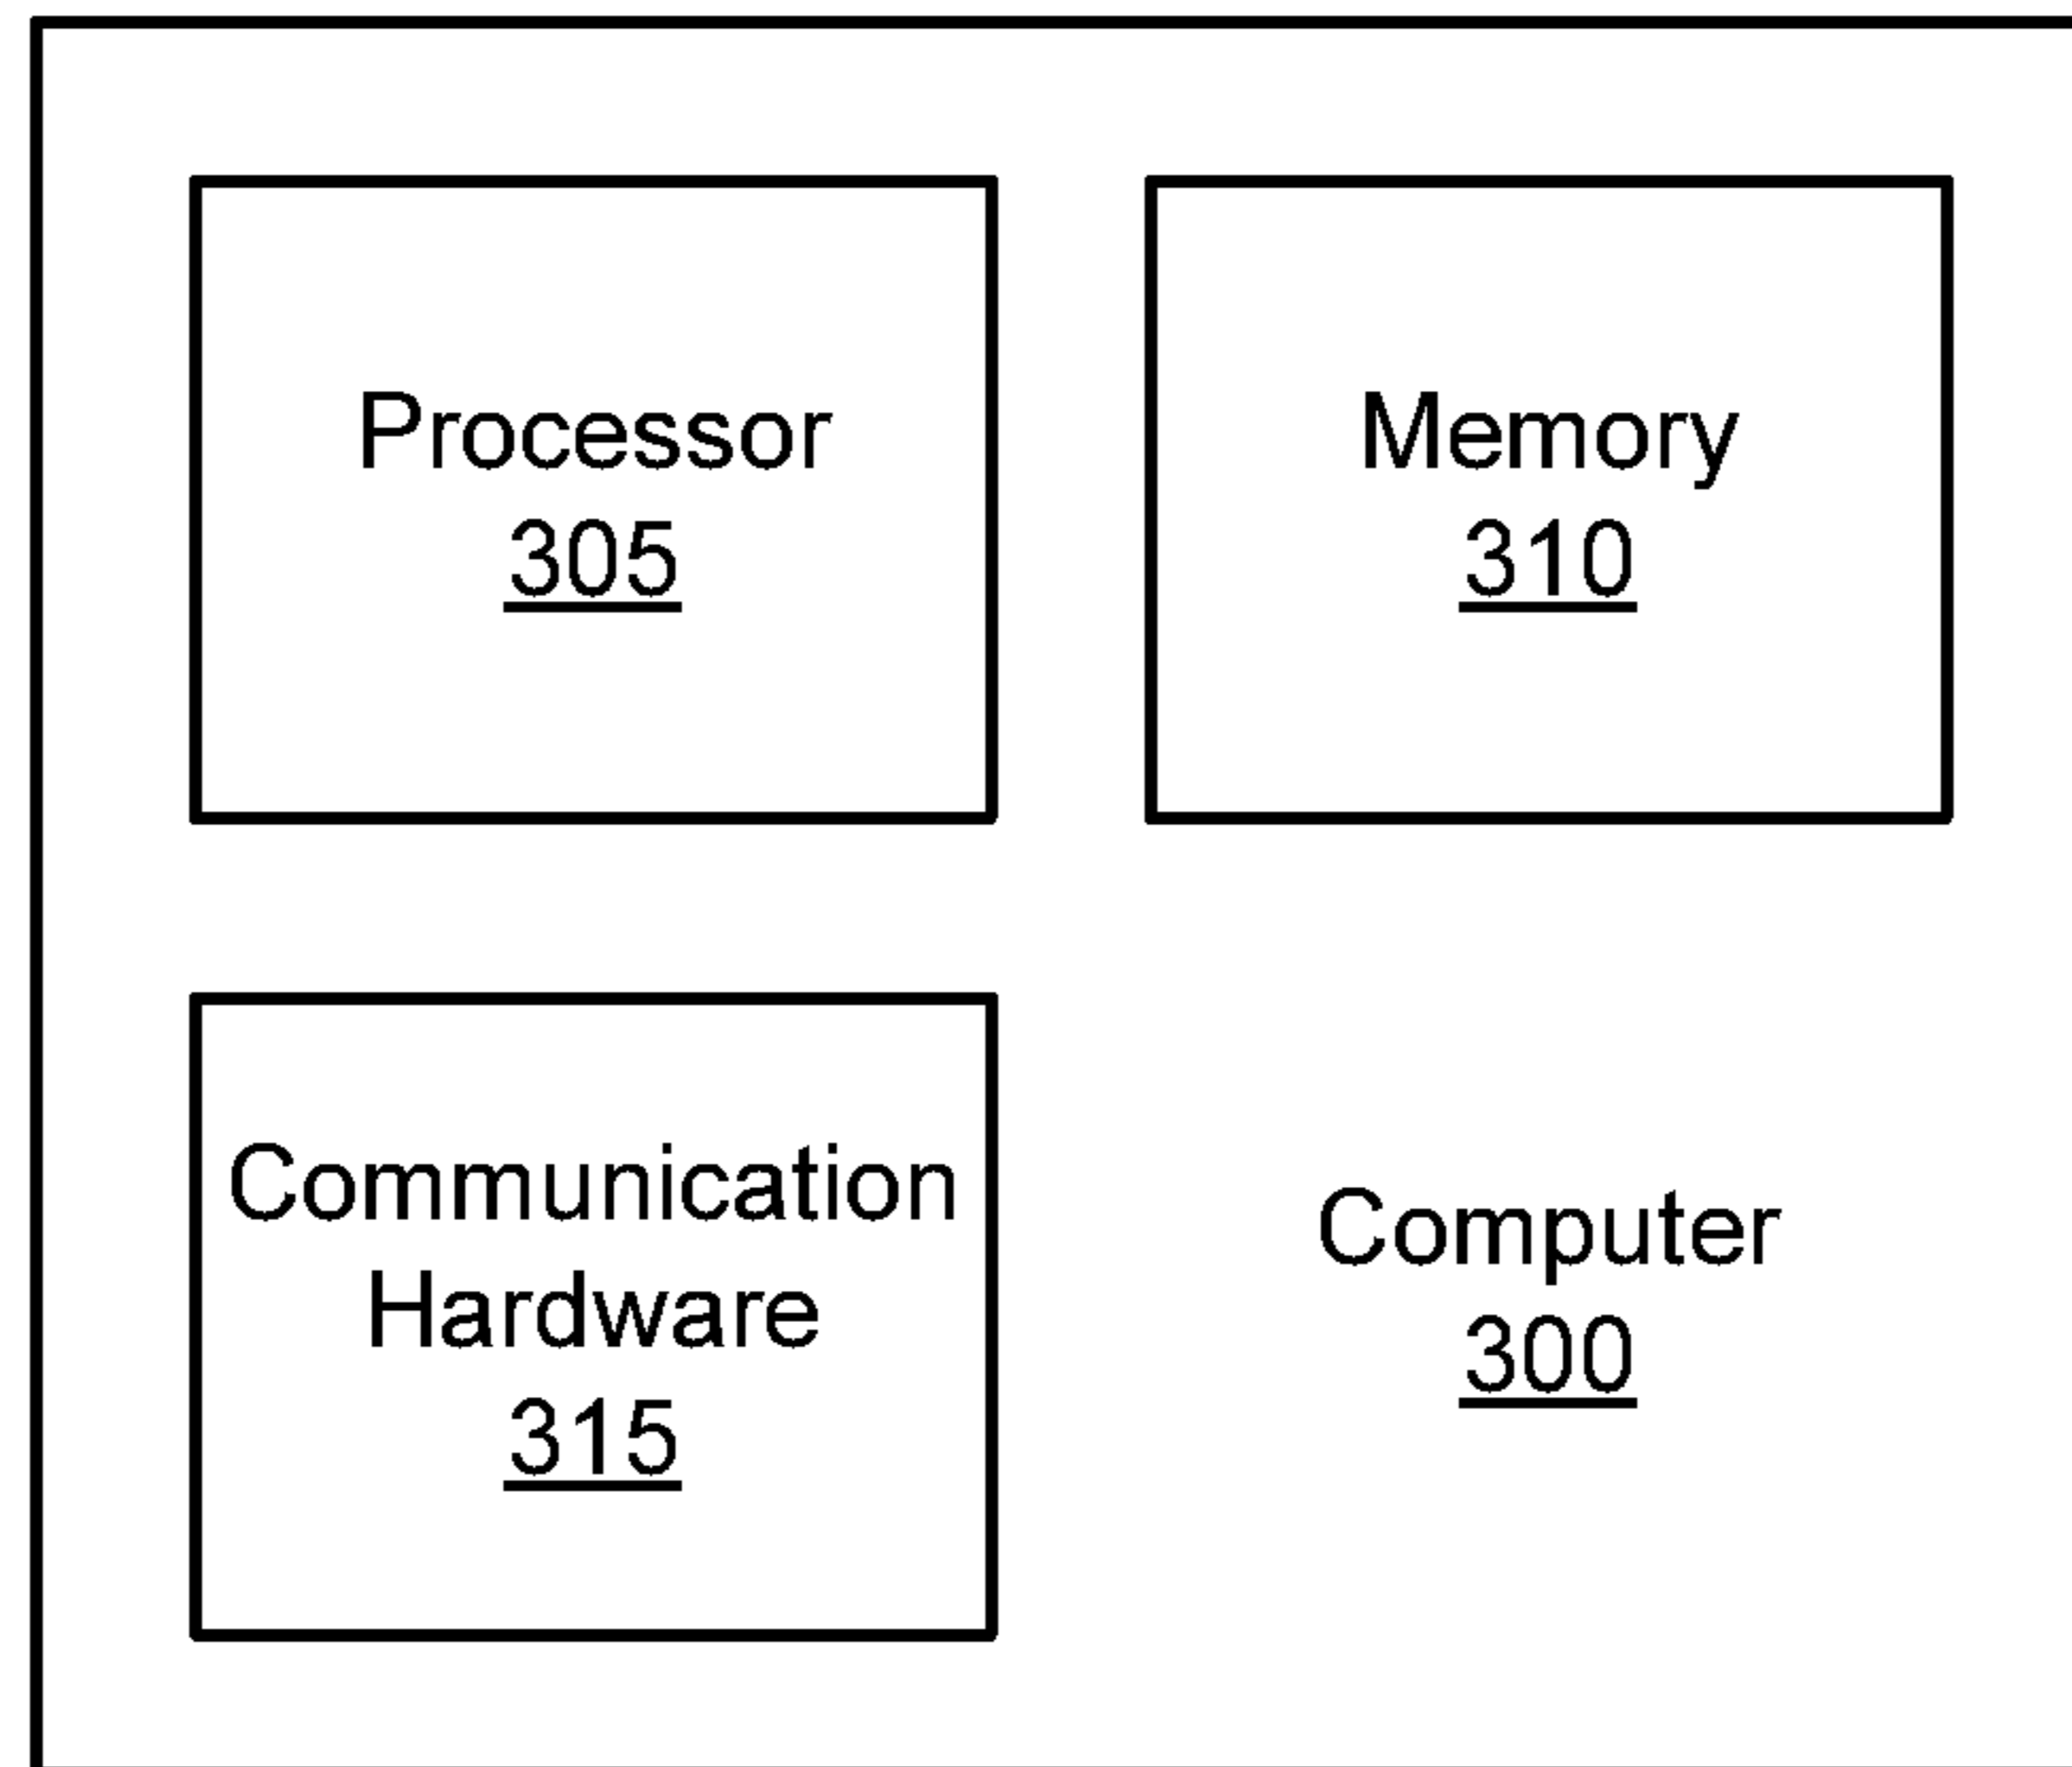 Processor
305
Memory
310
Communication
Hardware
315
Computer
300